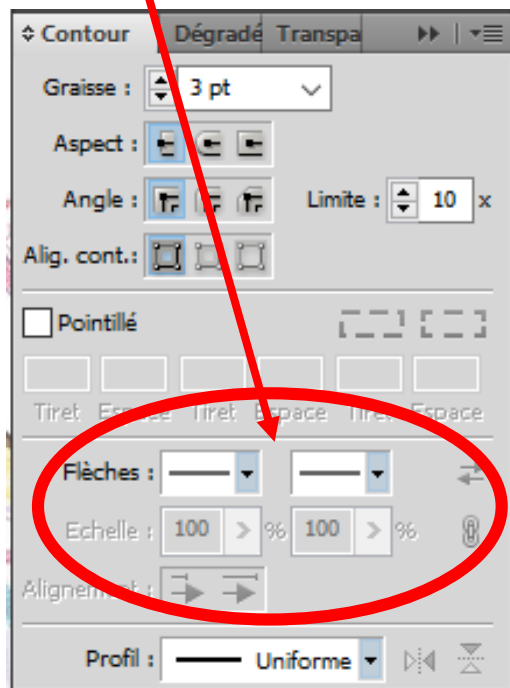 Contour Dégradé Transpa
Graisse : 3 pt
Aspect :
Angle : Limite : 10 x
Alig. cont.:
Pointillé
Tiret Espace Tiret Espace Tiret Espace
Flèches :
Echelle : 100 > % 100 > %
Alignement :
Profil : Uniforme